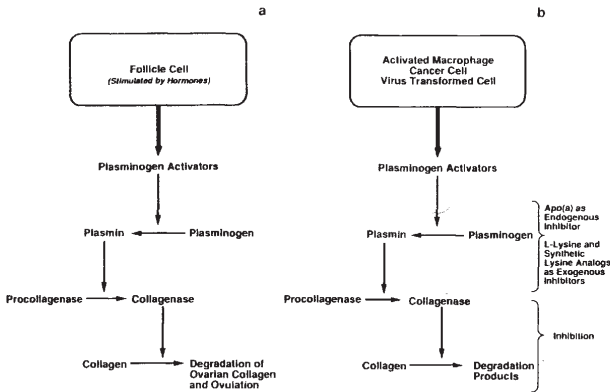 a
Follicle Cell
(Stimulated by Hormones)
Plasminogen Activators
Plasmin
Plasminogen
Procollagenase
Collagenase
Collagen
Degradation of
Ovarian Collagen
and Ovulation
b
Activated Macrophage
Cancer Cell
Virus Transformed Cell
Plasminogen Activators
Plasmin
Plasminogen
Apo(a) as
Endogenous
Inhibitor
L-Lysine and
Synthetic
Lysine Analogs
as Exogenous
Inhibitors
Procollagenase
Collagenase
Inhibition
Collagen
Degradation
Products